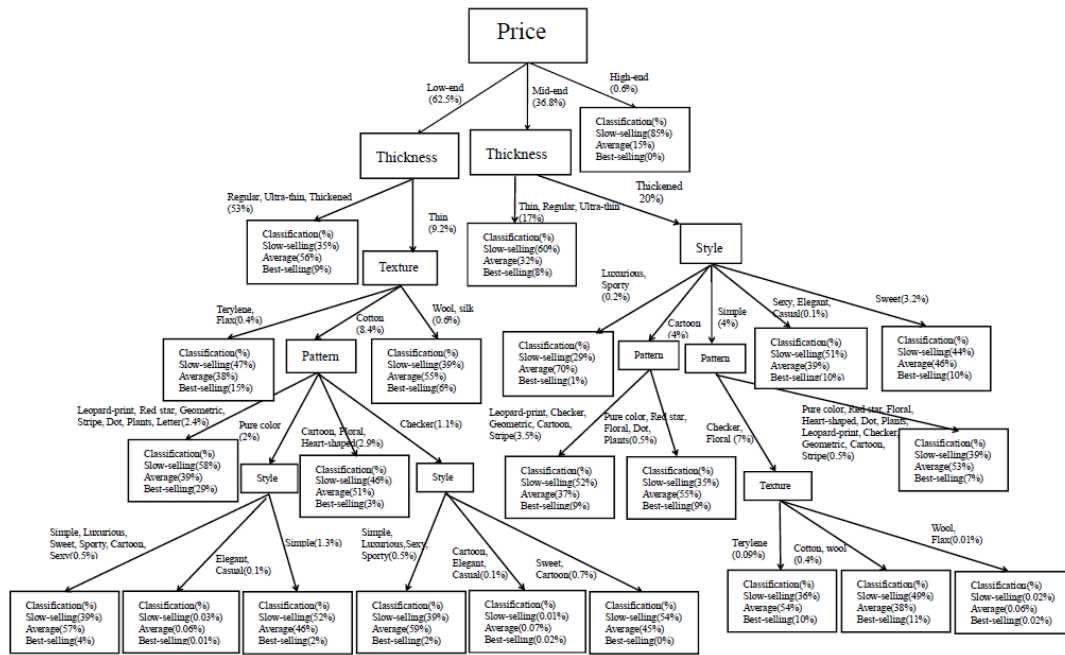 Price
Low-end
(62.5%)
Mid-end
(36.8%)
High-end
(0.6%)
Classification(%)
Slow-selling(85%)
Average(15%)
Best-selling(0%)
Thickness
Thickness
Regular, Ultra-thin, Thickened
(53%)
Thin
(9.2%)
Thin, Regular, Ultra-thin
(17%)
Thickened
20%)
Classification(%)
Slow-selling(35%)
Average(56%)
Best-selling(9%)
Classification(%)
Slow-selling(60%)
Average(32%)
Best-selling(8%)
Texture
Style
Terylene,
Flax(0.4%)
Cotton
(8.4%)
Wool, silk
(0.6%)
Luxurious,
Sporty
(0.2%)
Cartoon
(4%)
Simple
(4%)
Sexy, Elegant,
Casual(0.1%)
Sweet(3.2%)
Classification(%)
Slow-selling(47%)
Average(38%)
Best-selling(15%)
Pattern
Classification(%)
Slow-selling(39%)
Average(55%)
Best-selling(6%)
Classification(%)
Slow-selling(29%)
Average(70%)
Best-selling(1%)
Pattern
Pattern
Classification(%)
Slow-selling(51%)
Average(39%)
Best-selling(10%)
Classification(%)
Slow-selling(44%)
Average(46%)
Best-selling(10%)
Leopard-print, Red star, Geometric,
Stripe, Dot, Plants, Letter(2.4%)
Pure color
(2%)
Cartoon, Floral,
Heart-shaped(2.9%)
Checker(1.1%)
Leopard-print, Checker,
Geometric, Cartoon,
Stripe(3.5%)
Pure color, Red star,
Floral, Dot,
Plants(0.5%)
Checker,
Floral (7%)
Pure color, Red star, Floral,
Heart-shaped, Dot, Plants,
Leopard-print, Checker,
Geometric, Cartoon,
Stripe(0.5%)
Classification(%)
Slow-selling(58%)
Average(39%)
Best-selling(29%)
Style
Classification(%)
Slow-selling(46%)
Average(51%)
Best-selling(3%)
Style
Classification(%)
Slow-selling(52%)
Average(37%)
Best-selling(9%)
Classification(%)
Slow-selling(35%)
Average(55%)
Best-selling(9%)
Texture
Classification(%)
Slow-selling(39%)
Average(53%)
Best-selling(7%)
Simple, Luxurious,
Sweet, Sporty, Cartoon,
Sexy(0.5%)
Elegant,
Casual(0.1%)
Simple(1.3%)
Simple,
Luxurious,Sexy,
Sporty(0.5%)
Cartoon,
Elegant,
Casual(0.1%)
Sweet,
Cartoon(0.7%)
Terylene
(0.09%)
Cotton, wool
(0.4%)
Wool,
Flax(0.01%)
Classification(%)
Slow-selling(39%)
Average(57%)
Best-selling(4%)
Classification(%)
Slow-selling(0.03%)
Average(0.06%)
Best-selling(0.01%)
Classification(%)
Slow-selling(52%)
Average(46%)
Best-selling(2%)
Classification(%)
Slow-selling(39%)
Average(59%)
Best-selling(2%)
Classification(%)
Slow-selling(0.01%)
Average(0.07%)
Best-selling(0.02%)
Classification(%)
Slow-selling(54%)
Average(45%)
Best-selling(0%)
Classification(%)
Slow-selling(36%)
Average(54%)
Best-selling(10%)
Classification(%)
Slow-selling(49%)
Average(38%)
Best-selling(11%)
Classification(%)
Slow-selling(0.02%)
Average(0.06%)
Best-selling(0.02%)